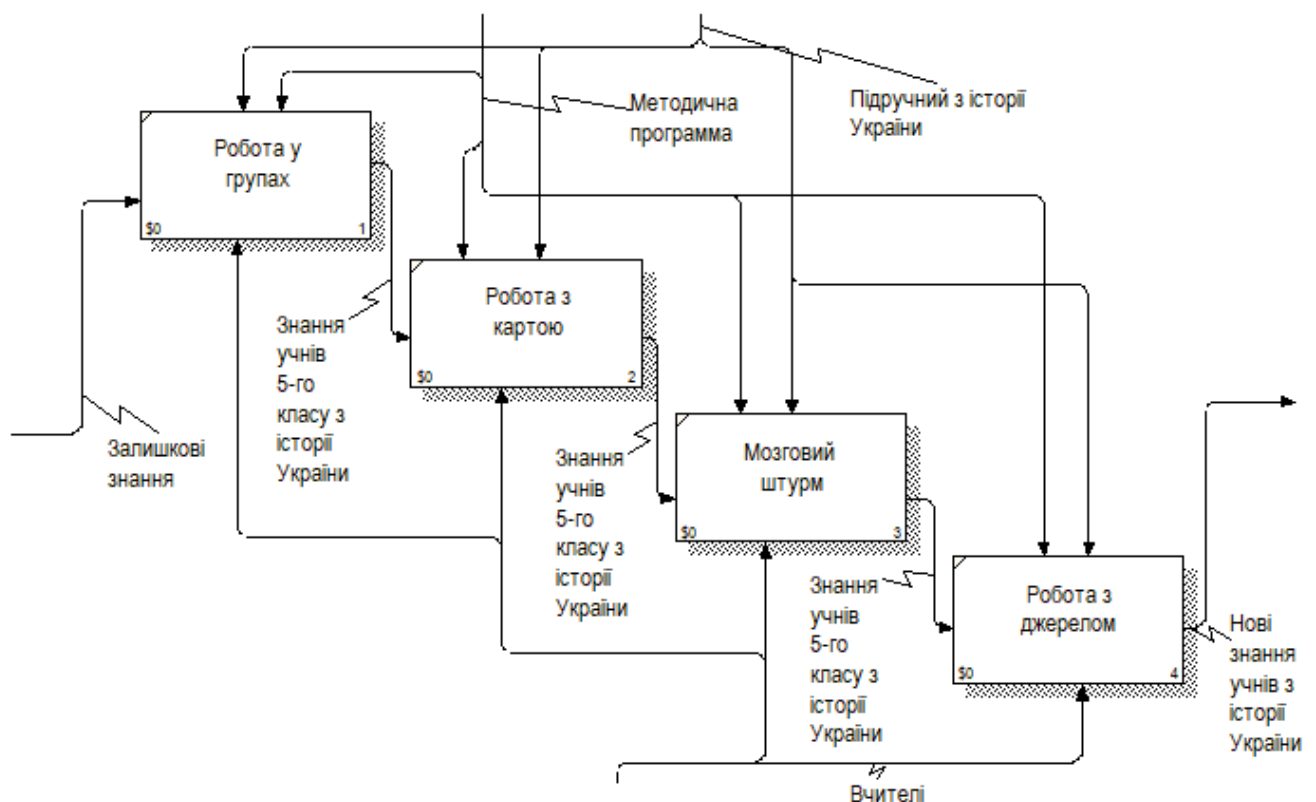 Методична
программа
Підручний з історії
України
Робота у
групах
$0
1
Робота з
картою
$0
2
Знання
учнів
5-го
класу з
історії
України
Залишкові
знання
Мозговий
штурм
$0
3
Знання
учнів
5-го
класу з
історії
України
Робота з
джерелом
$0
4
Знання
учнів
5-го
класу з
історії
України
Нові
знання
учнів з
історії
України
Вчителі